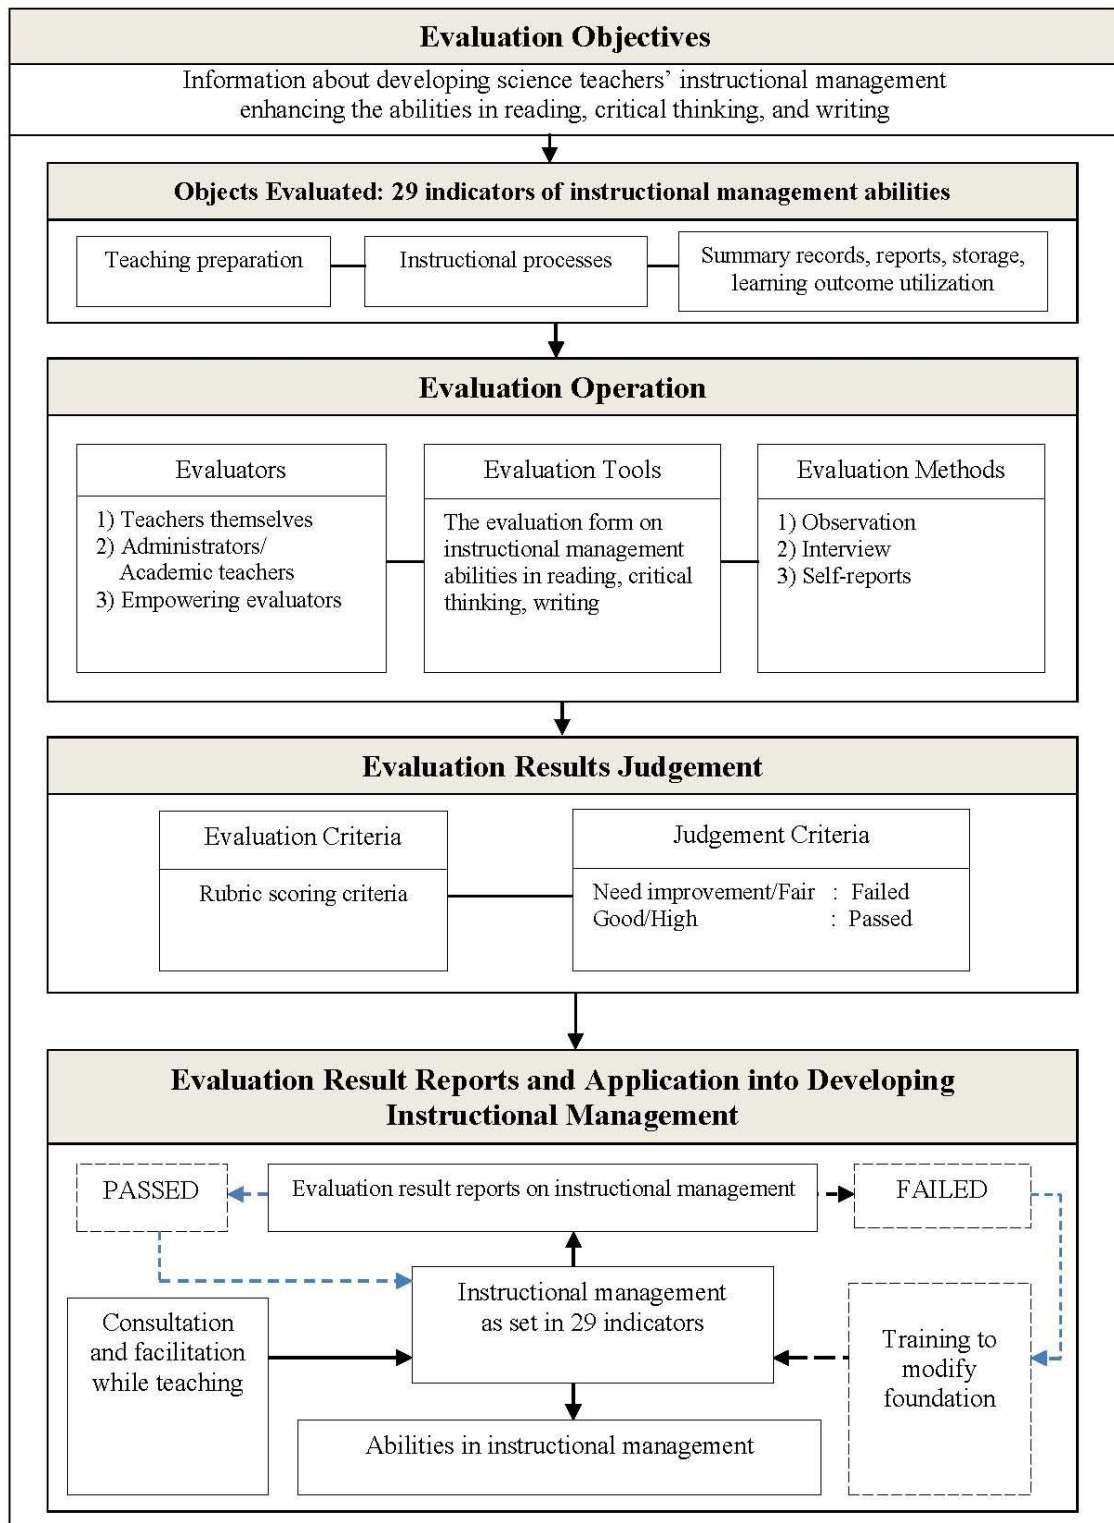 Evaluation Objectives
Information about developing science teachers’ instructional management
enhancing the abilities in reading, critical thinking, and writing
Objects Evaluated: 29 indicators of instructional management abilities
Teaching preparation
Instructional processes
Summary records, reports, storage,
learning outcome utilization
Evaluation Operation
Evaluators
1) Teachers themselves
2) Administrators/
Academic teachers
3) Empowering evaluators
Evaluation Tools
The evaluation form on
instructional management
abilities in reading, critical
thinking, writing
Evaluation Methods
1) Observation
2) Interview
3) Self-reports
Evaluation Results Judgement
Evaluation Criteria
Rubric scoring criteria
Judgement Criteria
Need improvement/Fair : Failed
Good/High : Passed
Evaluation Result Reports and Application into Developing
Instructional Management
PASSED
Evaluation result reports on instructional management
FAILED
Instructional management
as set in 29 indicators
Consultation
and facilitation
while teaching
Training to
modify
foundation
Abilities in instructional management